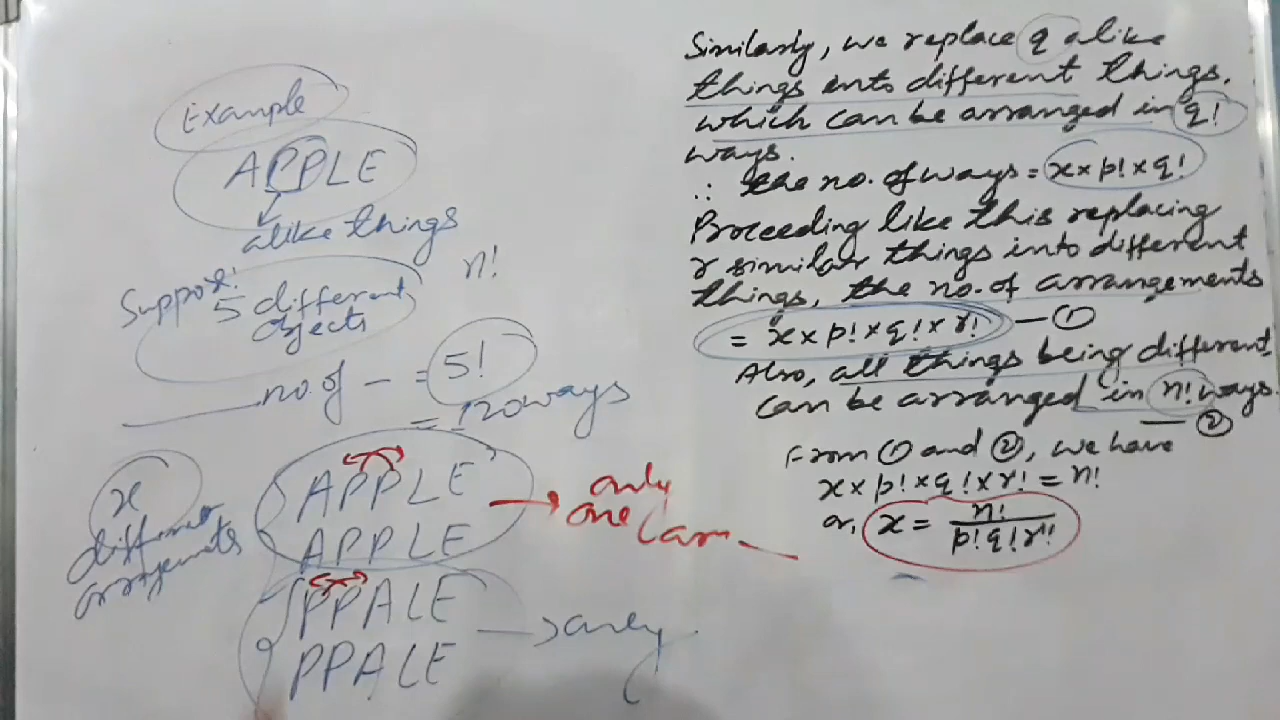 Example
APPLE
alike things
Suppose!
5 different
objects
n!
no of - = 5!
= 120 ways
x
different
arrangements
APPLE
APPLE
only
one
PPALE
PPALE
only
Similarly, we replace q alike
things into different things,
which can be arranged in q!
ways.
∴ the no. of ways = x × p! × q!
Proceeding like this replacing
r similar things into different
things, the no. of arrangements
= x × p! × q! × r! — ①
Also, all things being different
can be arranged in n! ways.
— ②
From ① and ②, we have
x × p! × q! × r! = n!
or, x = n! / p! q! r!